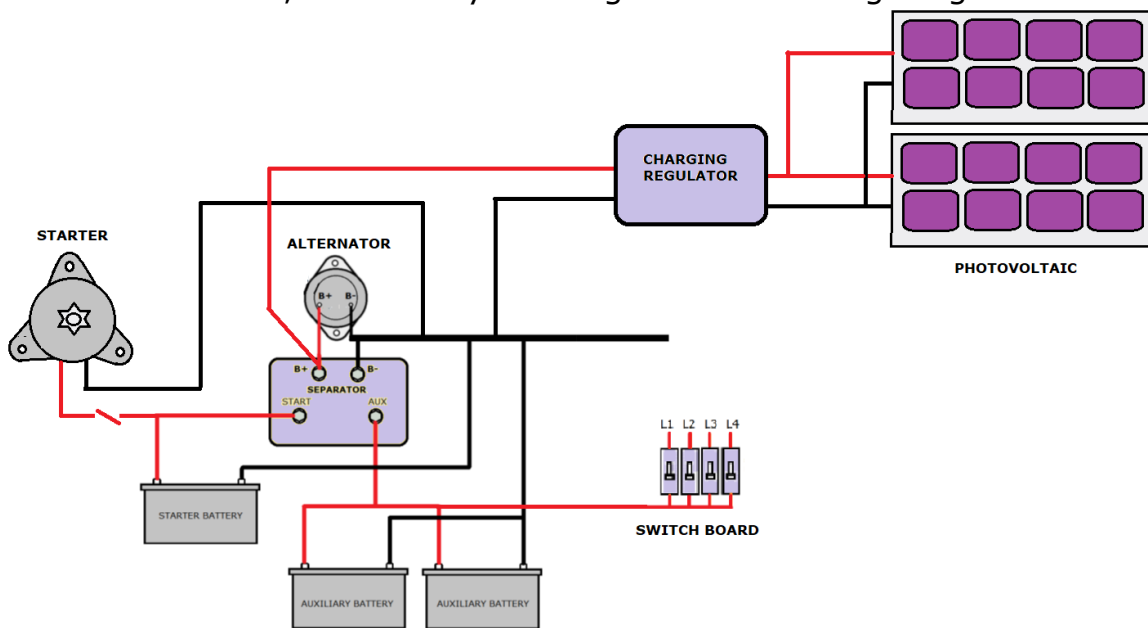 CHARGING
REGULATOR
STARTER
ALTERNATOR
B+ B-
PHOTOVOLTAIC
B+ B-
SEPARATOR
START AUX
L1 L2 L3 L4
STARTER BATTERY
SWITCH BOARD
AUXILIARY BATTERY
AUXILIARY BATTERY